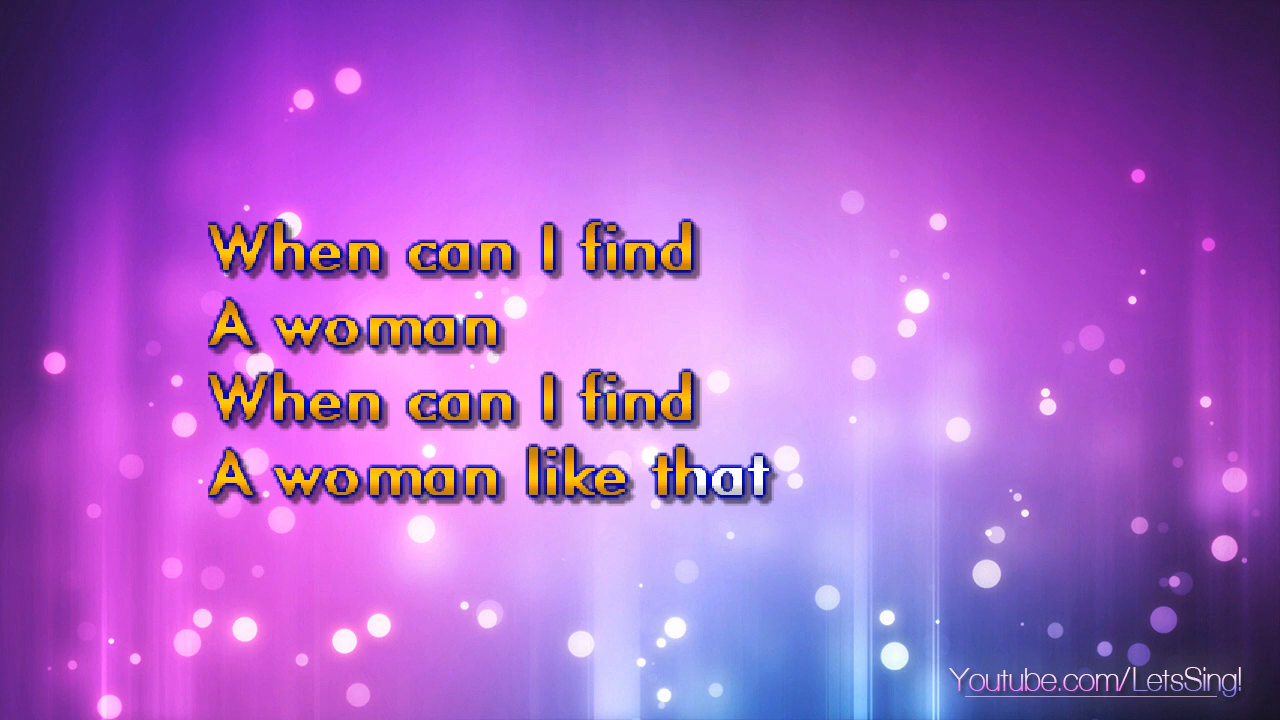 When can I find
A woman
When can I find
A woman like that
Youtube.com/LetsSing!